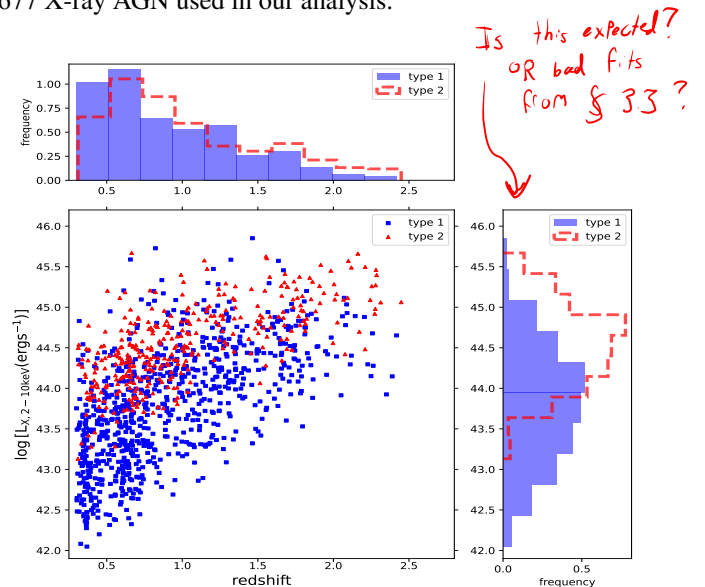 677 X-ray AGN used in our analysis.
Is this expected?
OR bad fits
from § 3.3 ?
frequency
1.00
0.75
0.50
0.25
0.00
type 1
type 2
0.5 1.0 1.5 2.0 2.5
log [L_X, 2−10keV/(ergs⁻¹)]
46.0
45.5
45.0
44.5
44.0
43.5
43.0
42.5
42.0
type 1
type 2
0.5 1.0 1.5 2.0 2.5
redshift
46.0
45.5
45.0
44.5
44.0
43.5
43.0
42.5
42.0
type 1
type 2
0.0 0.5
frequency